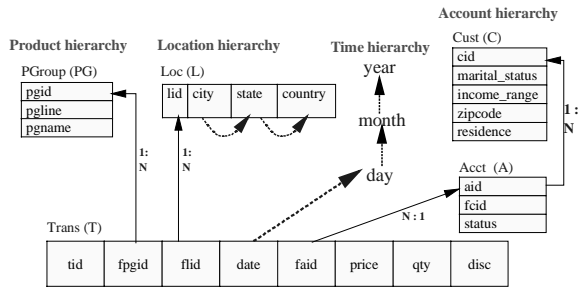 Product hierarchy
PGroup (PG)
pgid
pgline
pgname
Location hierarchy
Loc (L)
lid city state country
Time hierarchy
year
month
day
Account hierarchy
Cust (C)
cid
marital_status
income_range
zipcode
residence
1 :
N
Acct (A)
aid
fcid
status
1:
N
1:
N
N : 1
Trans (T)
tid fpgid flid date faid price qty disc